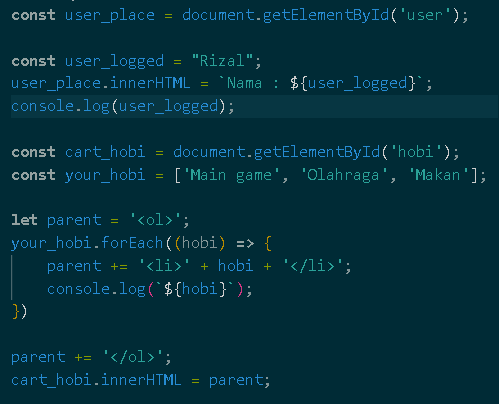 const user_place = document.getElementById('user');
const user_logged = "Rizal";
user_place.innerHTML = `Nama : ${user_logged}`;
console.log(user_logged);
const cart_hobi = document.getElementById('hobi');
const your_hobi = ['Main game', 'Olahraga', 'Makan'];
let parent = '<ol>';
your_hobi.forEach((hobi) => {
    parent += '<li>' + hobi + '</li>';
    console.log(`${hobi}`);
})
parent += '</ol>';
cart_hobi.innerHTML = parent;